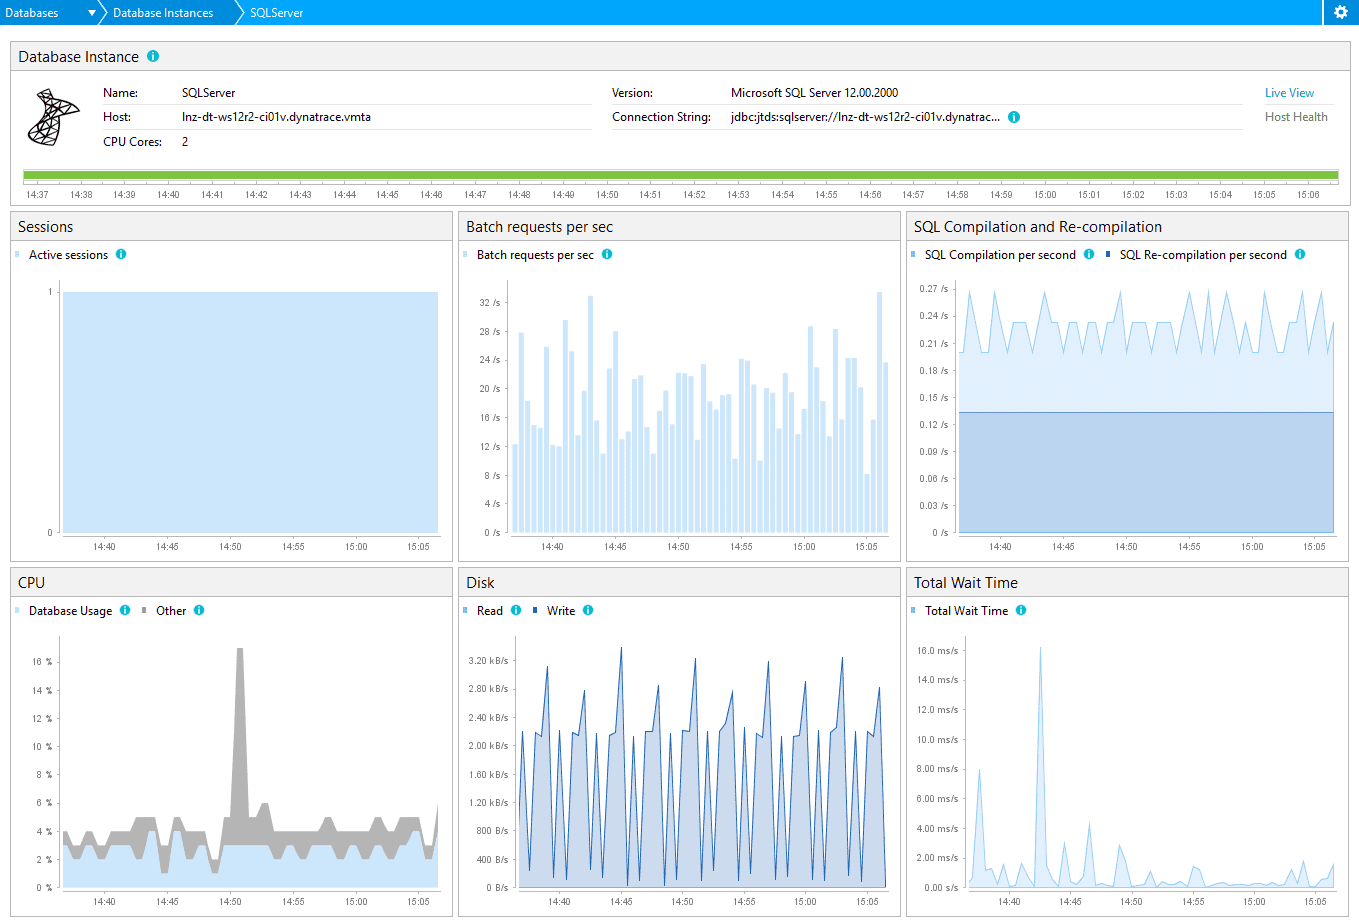 Databases Database Instances SQLServer
Database Instance
Name: SQLServer Version: Microsoft SQL Server 12.00.2000 Live View
Host: lnz-dt-ws12r2-ci01v.dynatrace.vmta Connection String: jdbc:jtds:sqlserver://lnz-dt-ws12r2-ci01v.dynatrac... Host Health
CPU Cores: 2
14:37 14:38 14:39 14:40 14:41 14:42 14:43 14:44 14:45 14:46 14:47 14:48 14:49 14:50 14:51 14:52 14:53 14:54 14:55 14:56 14:57 14:58 14:59 15:00 15:01 15:02 15:03 15:04 15:05 15:06
Sessions
Active sessions
1
0
14:40 14:45 14:50 14:55 15:00 15:05
Batch requests per sec
Batch requests per sec
32 /s
28 /s
24 /s
20 /s
16 /s
12 /s
8 /s
4 /s
0 /s
14:40 14:45 14:50 14:55 15:00 15:05
SQL Compilation and Re-compilation
SQL Compilation per second SQL Re-compilation per second
0.27 /s
0.24 /s
0.21 /s
0.18 /s
0.15 /s
0.12 /s
0.09 /s
0.06 /s
0.03 /s
0 /s
14:40 14:45 14:50 14:55 15:00 15:05
CPU
Database Usage Other
16 %
14 %
12 %
10 %
8 %
6 %
4 %
2 %
0 %
14:40 14:45 14:50 14:55 15:00 15:05
Disk
Read Write
3.20 kB/s
2.80 kB/s
2.40 kB/s
2.00 kB/s
1.60 kB/s
1.20 kB/s
800 B/s
400 B/s
0 B/s
14:40 14:45 14:50 14:55 15:00 15:05
Total Wait Time
Total Wait Time
16.0 ms/s
14.0 ms/s
12.0 ms/s
10.0 ms/s
8.00 ms/s
6.00 ms/s
4.00 ms/s
2.00 ms/s
0.00 s/s
14:40 14:45 14:50 14:55 15:00 15:05